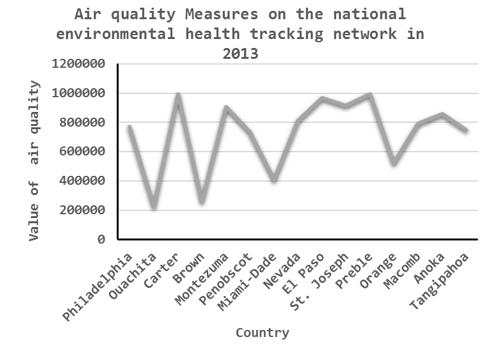 Air quality Measures on the national
environmental health tracking network in
2013
Value of  air quality
1200000
1000000
800000
600000
400000
200000
0
Philadelphia
Ouachita
Carter
Brown
Montezuma
Penobscot
Miami-Dade
Nevada
El Paso
St. Joseph
Preble
Orange
Macomb
Anoka
Tangipahoa
Country